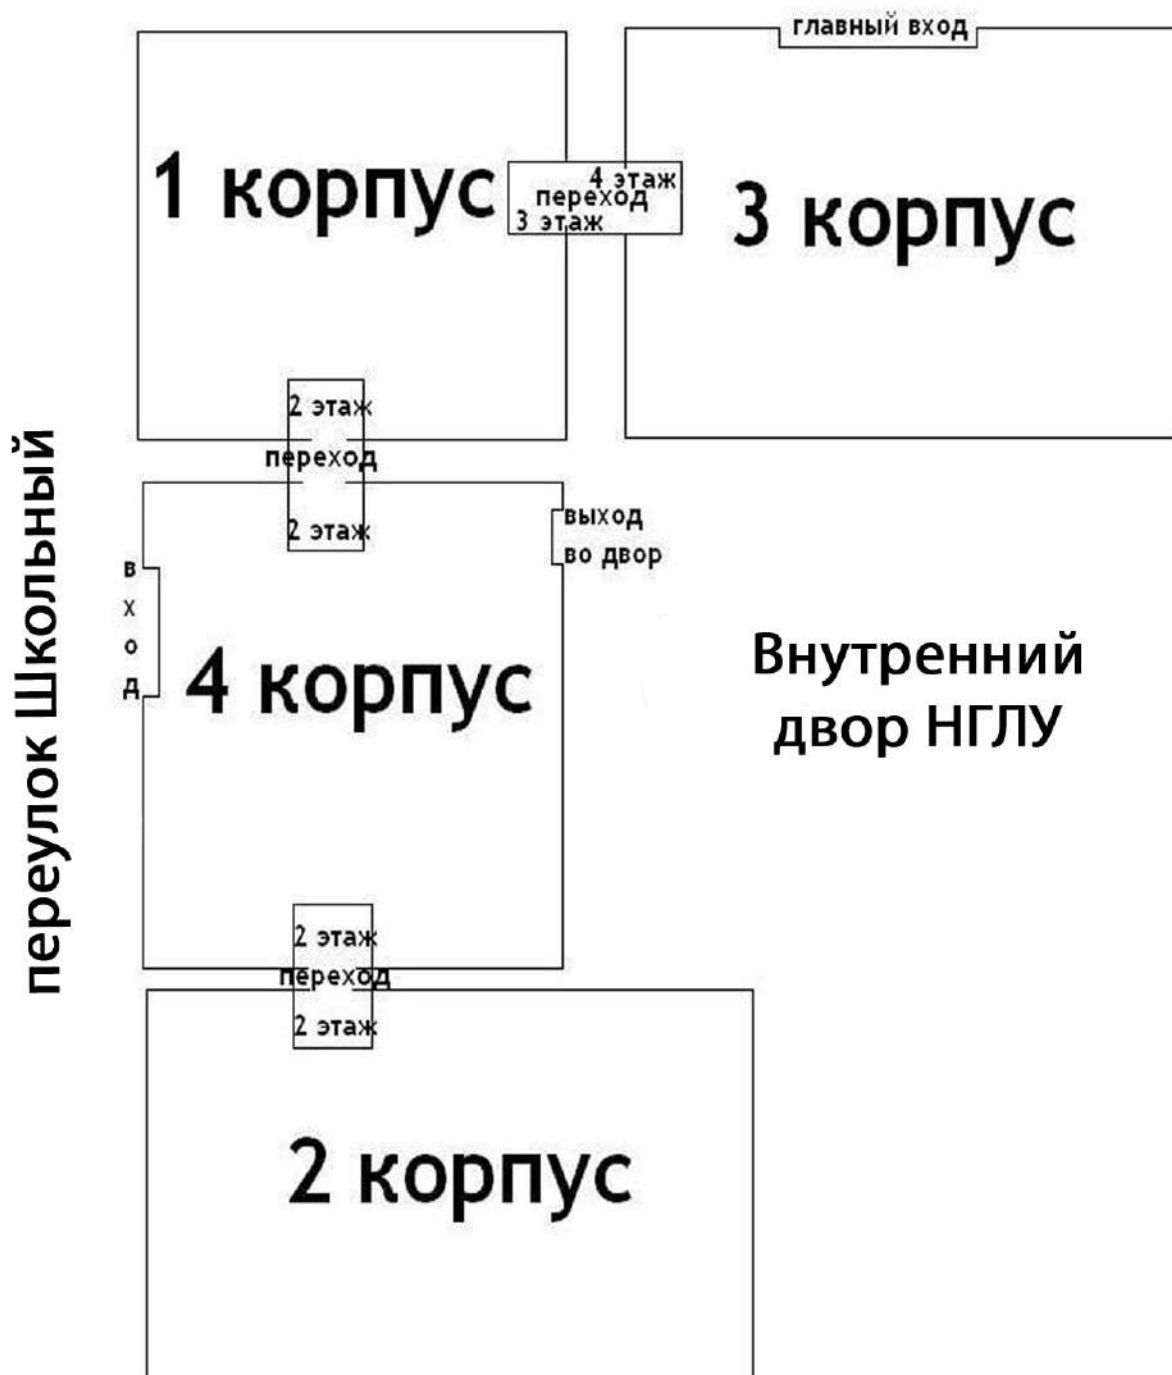 главный вход
1 корпус
4 этаж
переход
3 этаж
3 корпус
2 этаж
переход
2 этаж
выход
во двор
вход
переулок Школьный
4 корпус
Внутренний
двор НГЛУ
2 этаж
переход
2 этаж
2 корпус